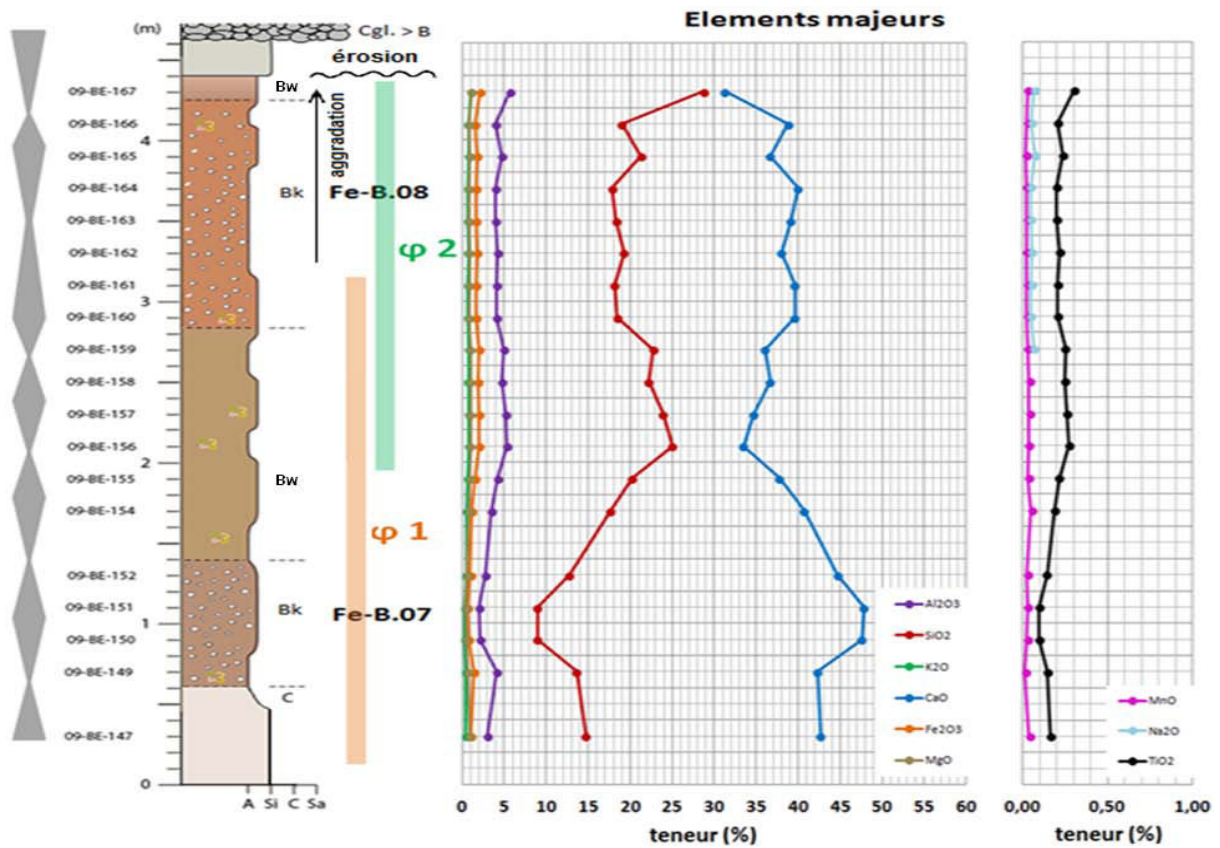 Elements majeurs
(m)
Cgl. > B
érosion
09-BE-167
Bw
09-BE-166
4
09-BE-165
09-BE-164
Bk
aggradation
Fe-B.08
09-BE-163
09-BE-162
φ 2
09-BE-161
3
09-BE-160
09-BE-159
09-BE-158
09-BE-157
09-BE-156
2
09-BE-155
Bw
09-BE-154
φ 1
09-BE-152
09-BE-151
Bk
Fe-B.07
1
09-BE-150
09-BE-149
C
09-BE-147
0
A Si C Sa
Al2O3
SiO2
K2O
CaO
Fe2O3
MgO
0 5 10 15 20 25 30 35 40 45 50 55 60
teneur (%)
MnO
Na2O
TiO2
0,00 0,50 1,00
teneur (%)